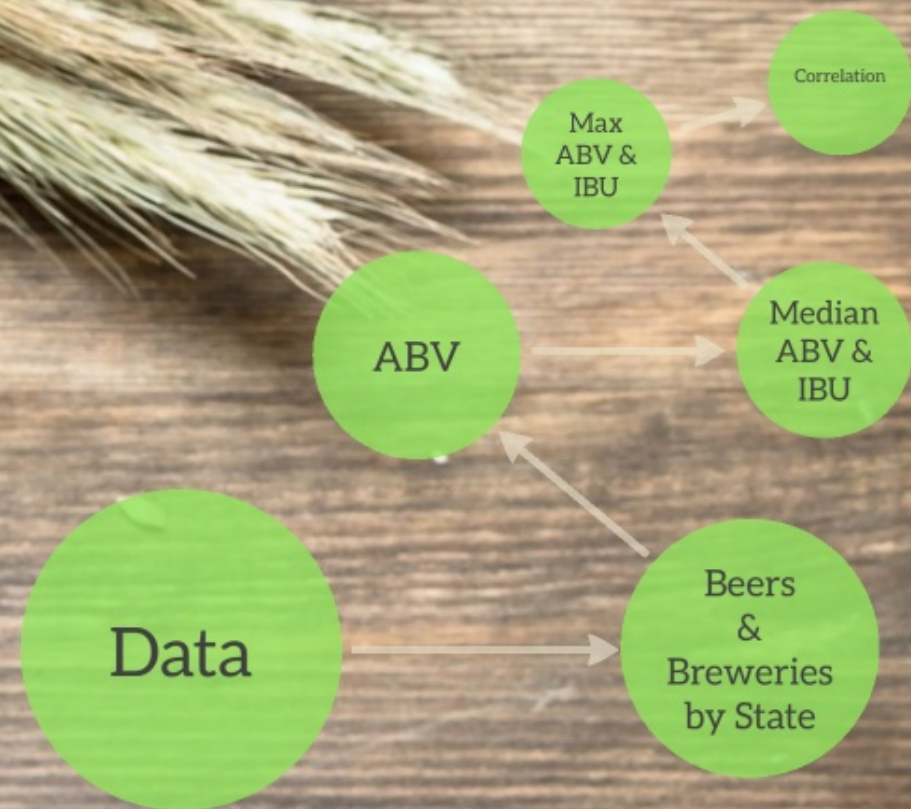 Correlation
Max
ABV &
IBU
Median
ABV &
IBU
ABV
Beers
&
Breweries
by State
Data